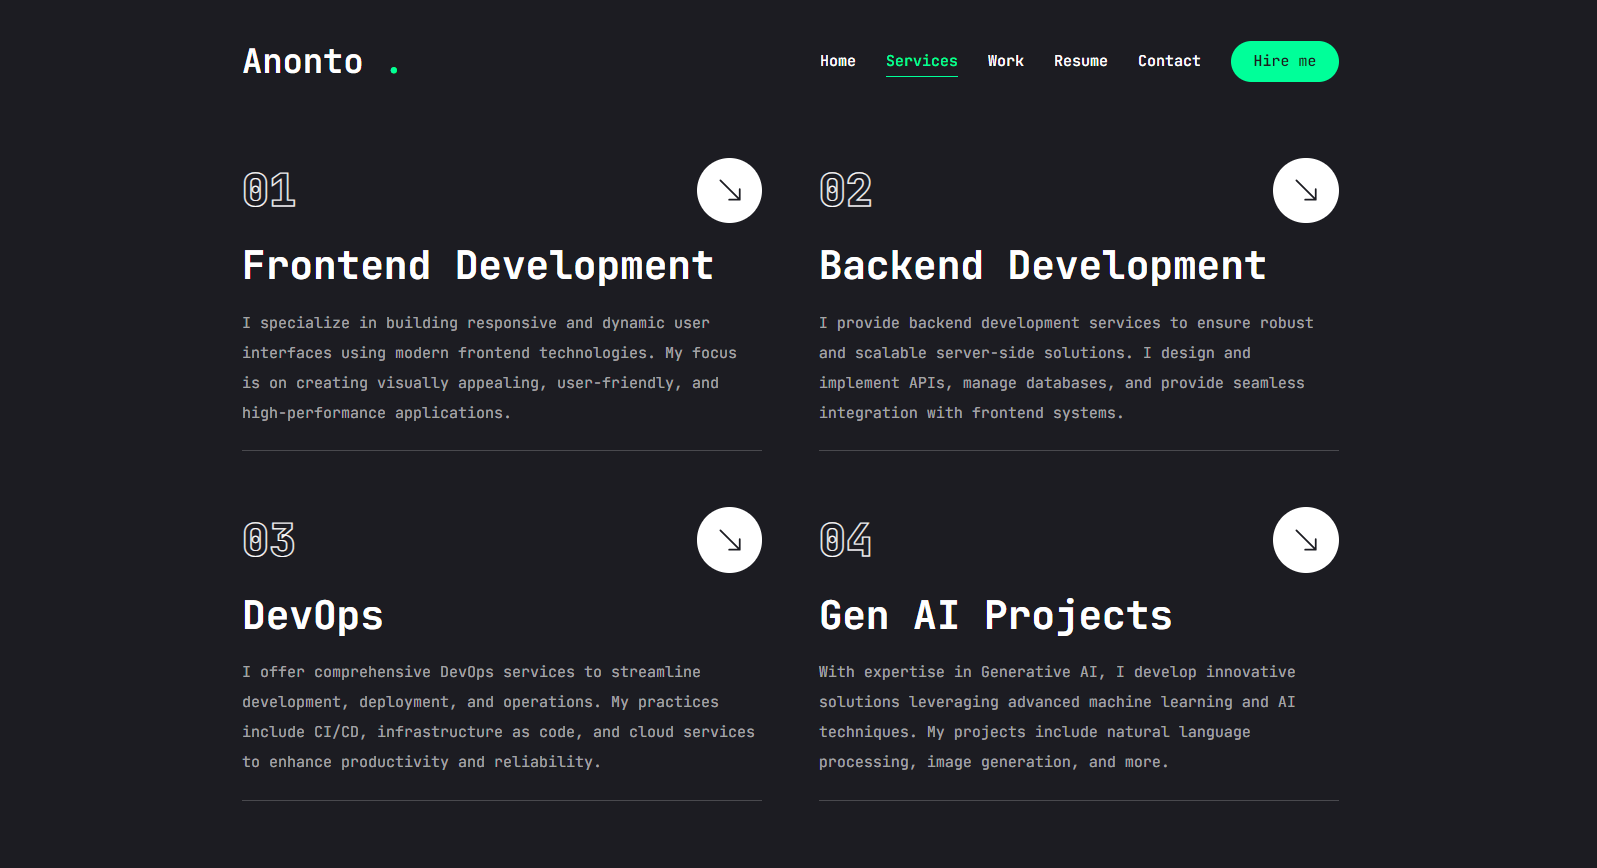 Anonto .
Home Services Work Resume Contact Hire me
01
Frontend Development
I specialize in building responsive and dynamic user
interfaces using modern frontend technologies. My focus
is on creating visually appealing, user-friendly, and
high-performance applications.
02
Backend Development
I provide backend development services to ensure robust
and scalable server-side solutions. I design and
implement APIs, manage databases, and provide seamless
integration with frontend systems.
03
DevOps
I offer comprehensive DevOps services to streamline
development, deployment, and operations. My practices
include CI/CD, infrastructure as code, and cloud services
to enhance productivity and reliability.
04
Gen AI Projects
With expertise in Generative AI, I develop innovative
solutions leveraging advanced machine learning and AI
techniques. My projects include natural language
processing, image generation, and more.